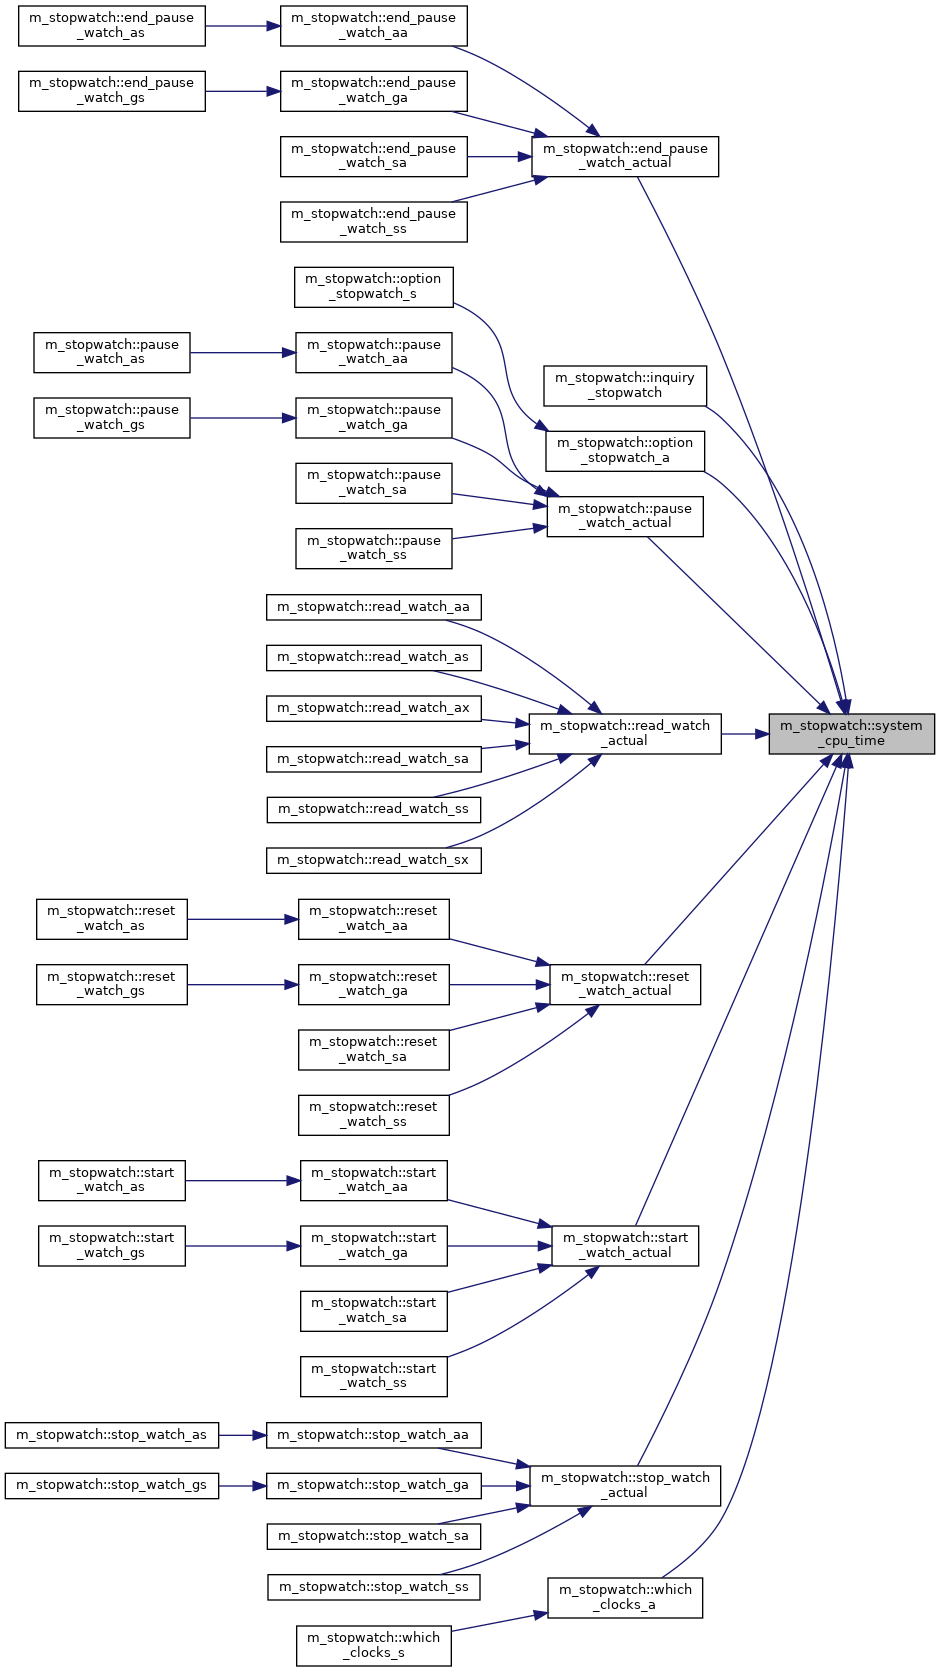 m_stopwatch::end_pause
_watch_as
m_stopwatch::end_pause
_watch_aa
m_stopwatch::end_pause
_watch_gs
m_stopwatch::end_pause
_watch_ga
m_stopwatch::end_pause
_watch_sa
m_stopwatch::end_pause
_watch_actual
m_stopwatch::end_pause
_watch_ss
m_stopwatch::option
_stopwatch_s
m_stopwatch::pause
_watch_as
m_stopwatch::pause
_watch_aa
m_stopwatch::inquiry
_stopwatch
m_stopwatch::pause
_watch_gs
m_stopwatch::pause
_watch_ga
m_stopwatch::option
_stopwatch_a
m_stopwatch::pause
_watch_sa
m_stopwatch::pause
_watch_actual
m_stopwatch::pause
_watch_ss
m_stopwatch::read_watch_aa
m_stopwatch::read_watch_as
m_stopwatch::read_watch_ax
m_stopwatch::read_watch
_actual
m_stopwatch::system
_cpu_time
m_stopwatch::read_watch_sa
m_stopwatch::read_watch_ss
m_stopwatch::read_watch_sx
m_stopwatch::reset
_watch_as
m_stopwatch::reset
_watch_aa
m_stopwatch::reset
_watch_gs
m_stopwatch::reset
_watch_ga
m_stopwatch::reset
_watch_actual
m_stopwatch::reset
_watch_sa
m_stopwatch::reset
_watch_ss
m_stopwatch::start
_watch_as
m_stopwatch::start
_watch_aa
m_stopwatch::start
_watch_gs
m_stopwatch::start
_watch_ga
m_stopwatch::start
_watch_actual
m_stopwatch::start
_watch_sa
m_stopwatch::start
_watch_ss
m_stopwatch::stop_watch_as
m_stopwatch::stop_watch_aa
m_stopwatch::stop_watch_gs
m_stopwatch::stop_watch_ga
m_stopwatch::stop_watch
_actual
m_stopwatch::stop_watch_sa
m_stopwatch::stop_watch_ss
m_stopwatch::which
_clocks_a
m_stopwatch::which
_clocks_s